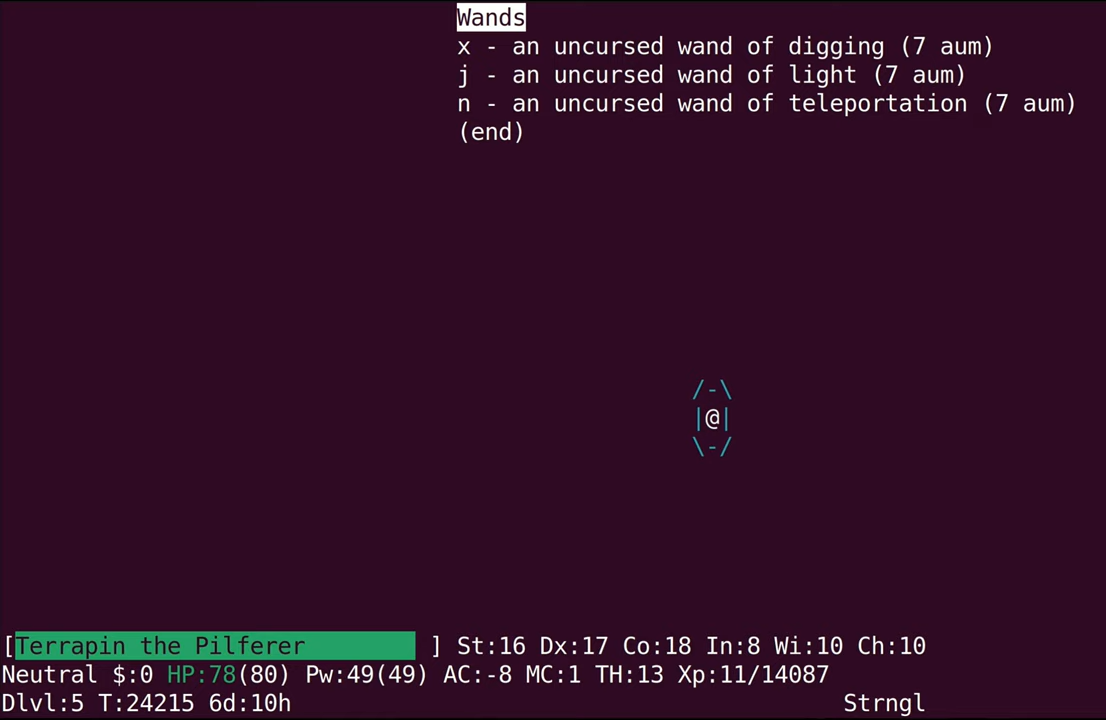 Wands
x - an uncursed wand of digging (7 aum)
j - an uncursed wand of light (7 aum)
n - an uncursed wand of teleportation (7 aum)
(end)
/-\
|@|
\-/
[Terrapin the Pilferer ] St:16 Dx:17 Co:18 In:8 Wi:10 Ch:10
Neutral $:0 HP:78(80) Pw:49(49) AC:-8 MC:1 TH:13 Xp:11/14087
Dlvl:5 T:24215 6d:10h Strngl